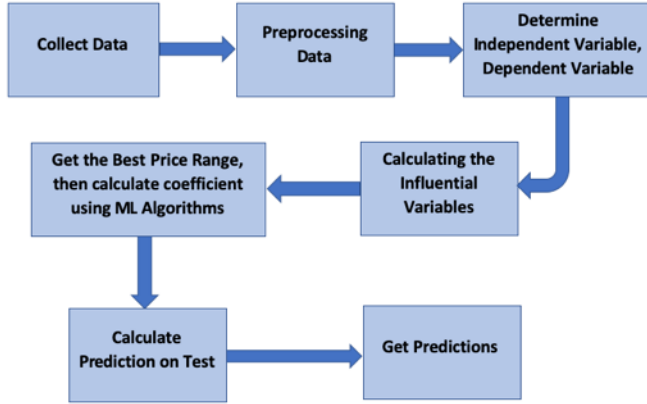 Collect Data
Preprocessing
Data
Determine
Independent Variable,
Dependent Variable
Get the Best Price Range,
then calculate coefficient
using ML Algorithms
Calculating the
Influential
Variables
Calculate
Prediction on Test
Get Predictions